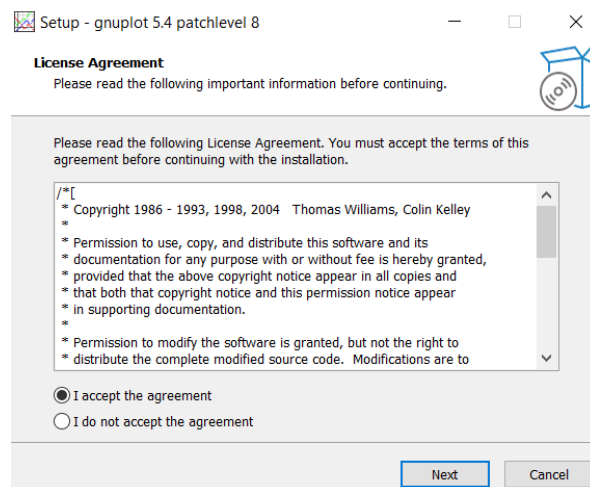 Setup - gnuplot 5.4 patchlevel 8
License Agreement
Please read the following important information before continuing.
Please read the following License Agreement. You must accept the terms of this
agreement before continuing with the installation.
/*[
* Copyright 1986 - 1993, 1998, 2004   Thomas Williams, Colin Kelley
*
* Permission to use, copy, and distribute this software and its
* documentation for any purpose with or without fee is hereby granted,
* provided that the above copyright notice appear in all copies and
* that both that copyright notice and this permission notice appear
* in supporting documentation.
*
* Permission to modify the software is granted, but not the right to
* distribute the complete modified source code.  Modifications are to
I accept the agreement
I do not accept the agreement
Next Cancel